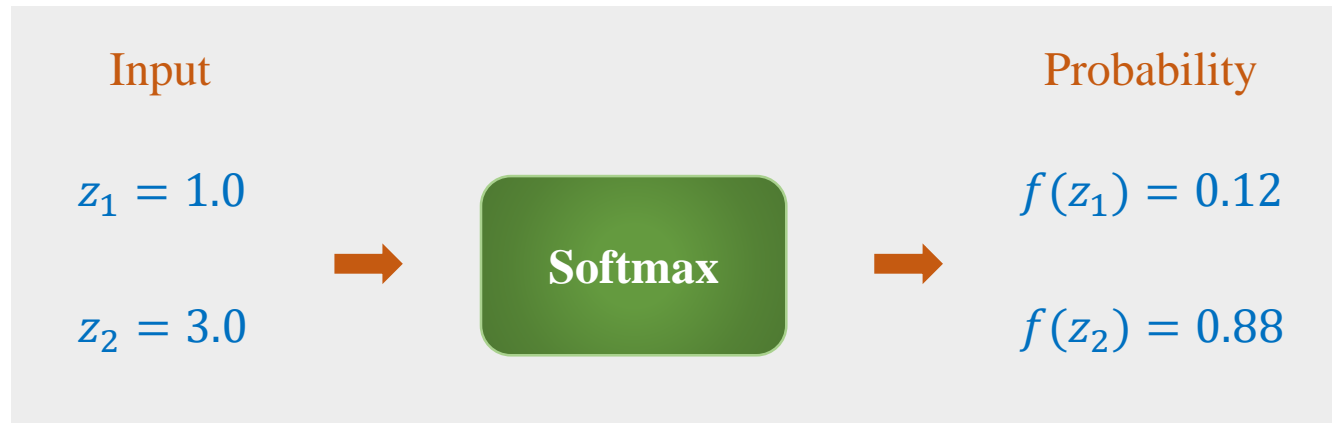 Input
Probability
z₁ = 1.0
f(z₁) = 0.12
Softmax
z₂ = 3.0
f(z₂) = 0.88